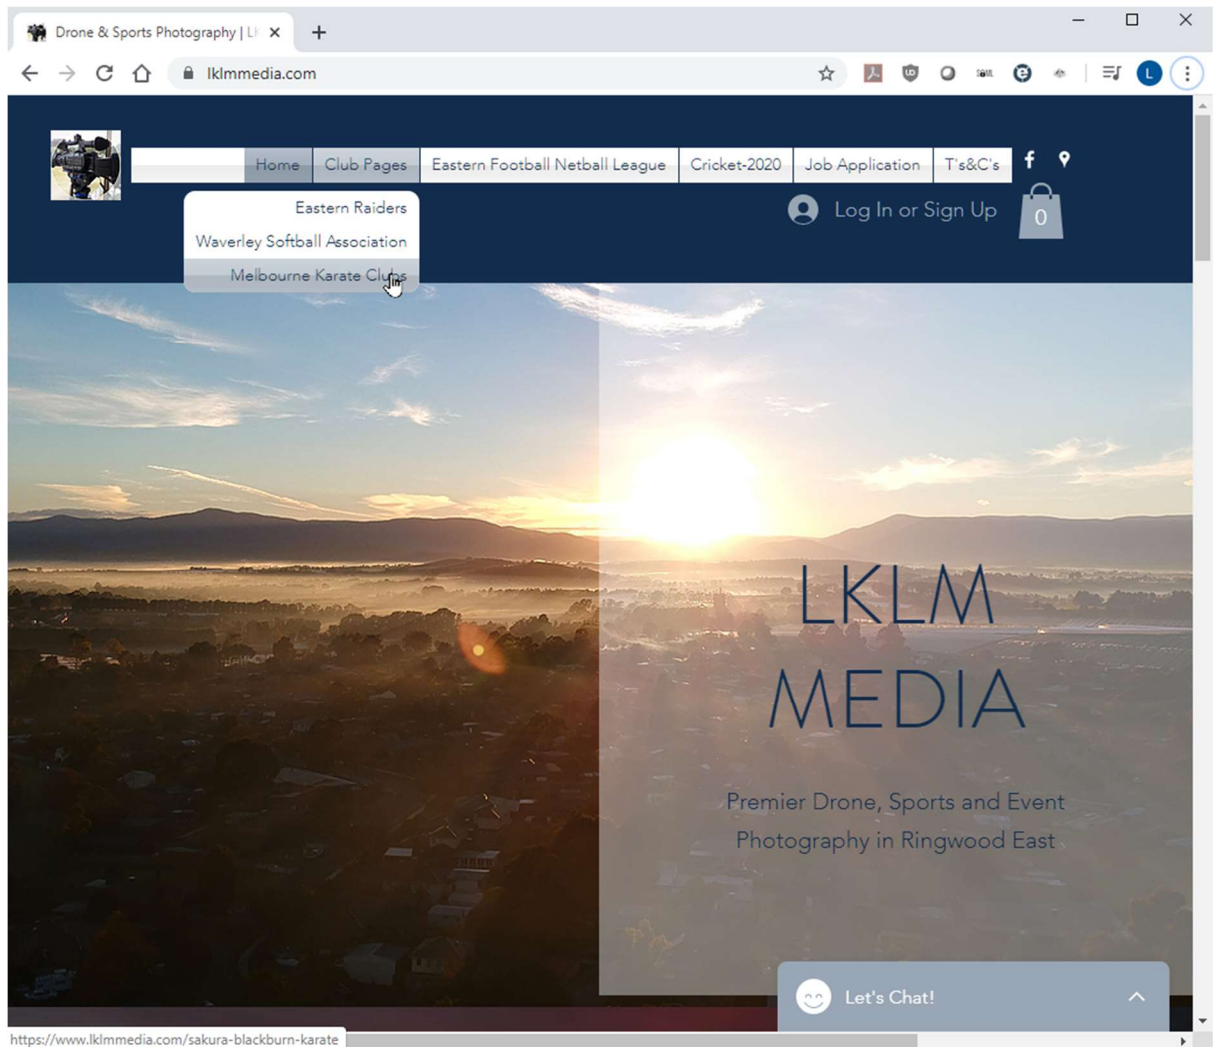 Drone & Sports Photography | L
lklmmedia.com
L
Home
Club Pages
Eastern Football Netball League
Cricket-2020
Job Application
T's&C's
f
Eastern Raiders
Waverley Softball Association
Melbourne Karate Clubs
Log In or Sign Up
0
LKLM
MEDIA
Premier Drone, Sports and Event
Photography in Ringwood East
Let's Chat!
https://www.lklmmedia.com/sakura-blackburn-karate